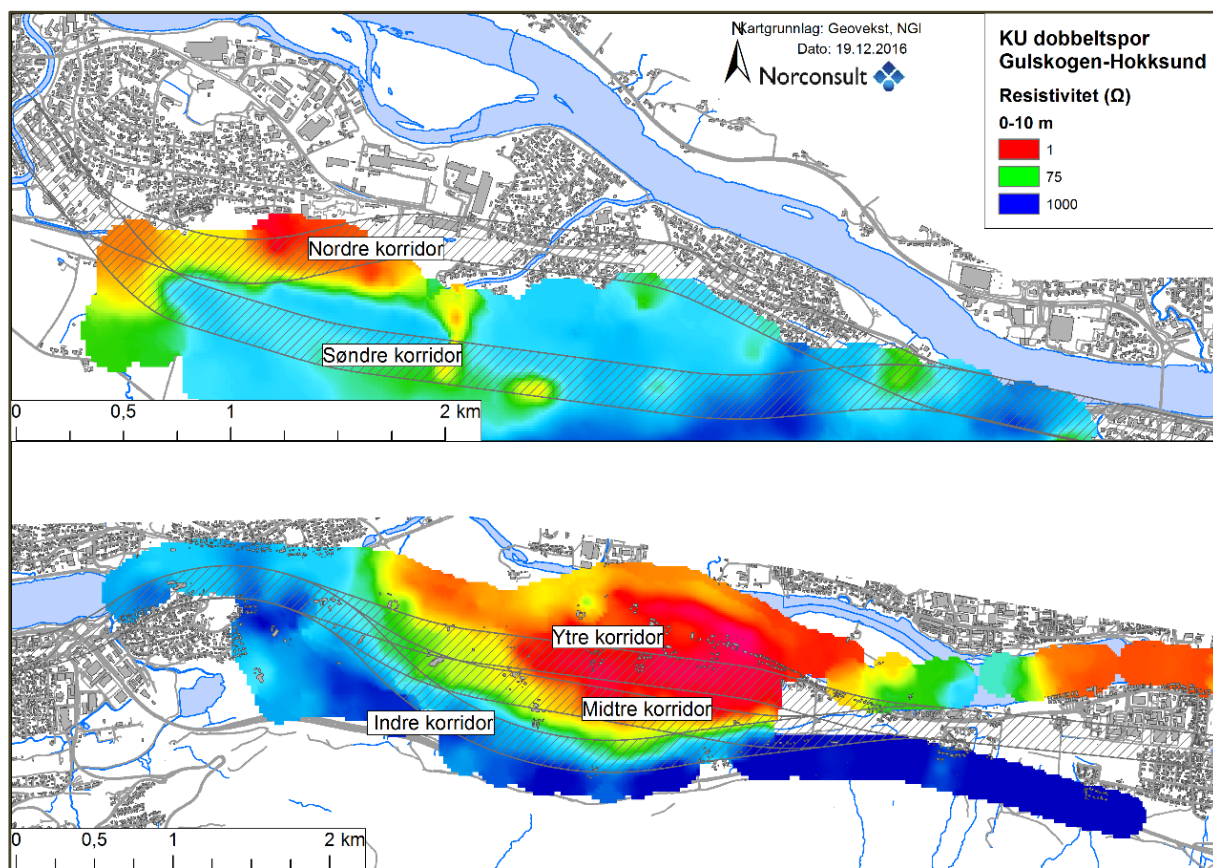 N
Kartgrunnlag: Geovekst, NGI
Dato: 19.12.2016
Norconsult
KU dobbeltspor
Gulskogen-Hokksund
Resistivitet (Ω)
0-10 m
1
75
1000
Nordre korridor
Søndre korridor
0 0,5 1 2 km
Ytre korridor
Midtre korridor
Indre korridor
0 0,5 1 2 km